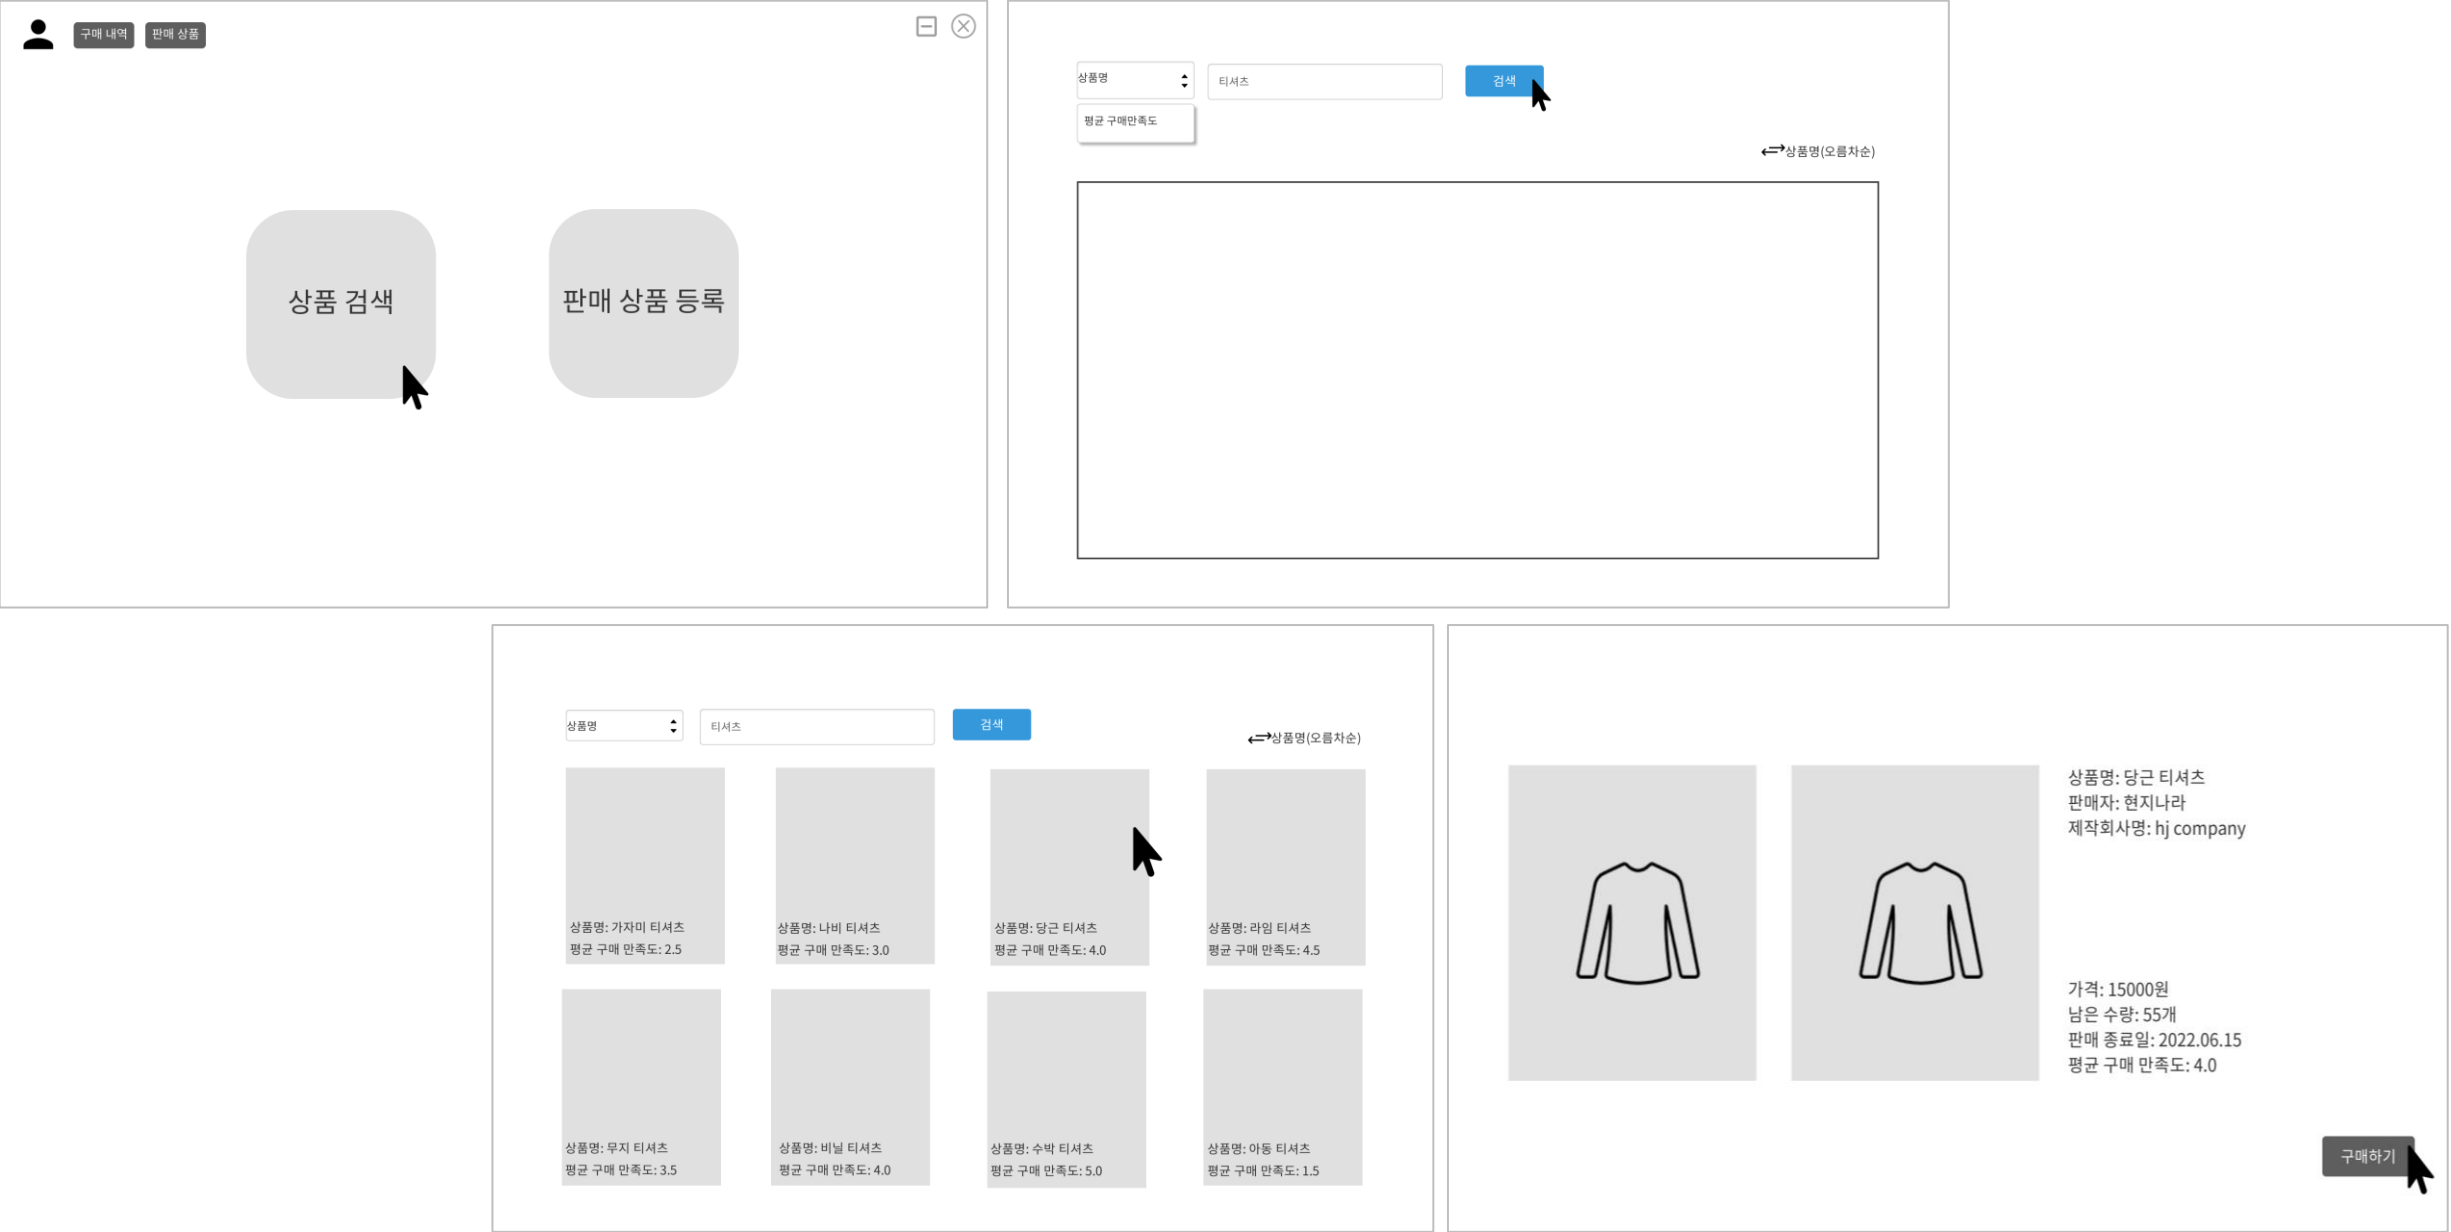 구매 내역
판매 상품
상품 검색
판매 상품 등록
상품명
티셔츠
검색
평균 구매만족도
상품명(오름차순)
상품명
티셔츠
검색
상품명(오름차순)
상품명: 가자미 티셔츠
평균 구매 만족도: 2.5
상품명: 나비 티셔츠
평균 구매 만족도: 3.0
상품명: 당근 티셔츠
평균 구매 만족도: 4.0
상품명: 라임 티셔츠
평균 구매 만족도: 4.5
상품명: 무지 티셔츠
평균 구매 만족도: 3.5
상품명: 비닐 티셔츠
평균 구매 만족도: 4.0
상품명: 수박 티셔츠
평균 구매 만족도: 5.0
상품명: 아동 티셔츠
평균 구매 만족도: 1.5
상품명: 당근 티셔츠
판매자: 현지나라
제작회사명: hj company
가격: 15000원
남은 수량: 55개
판매 종료일: 2022.06.15
평균 구매 만족도: 4.0
구매하기